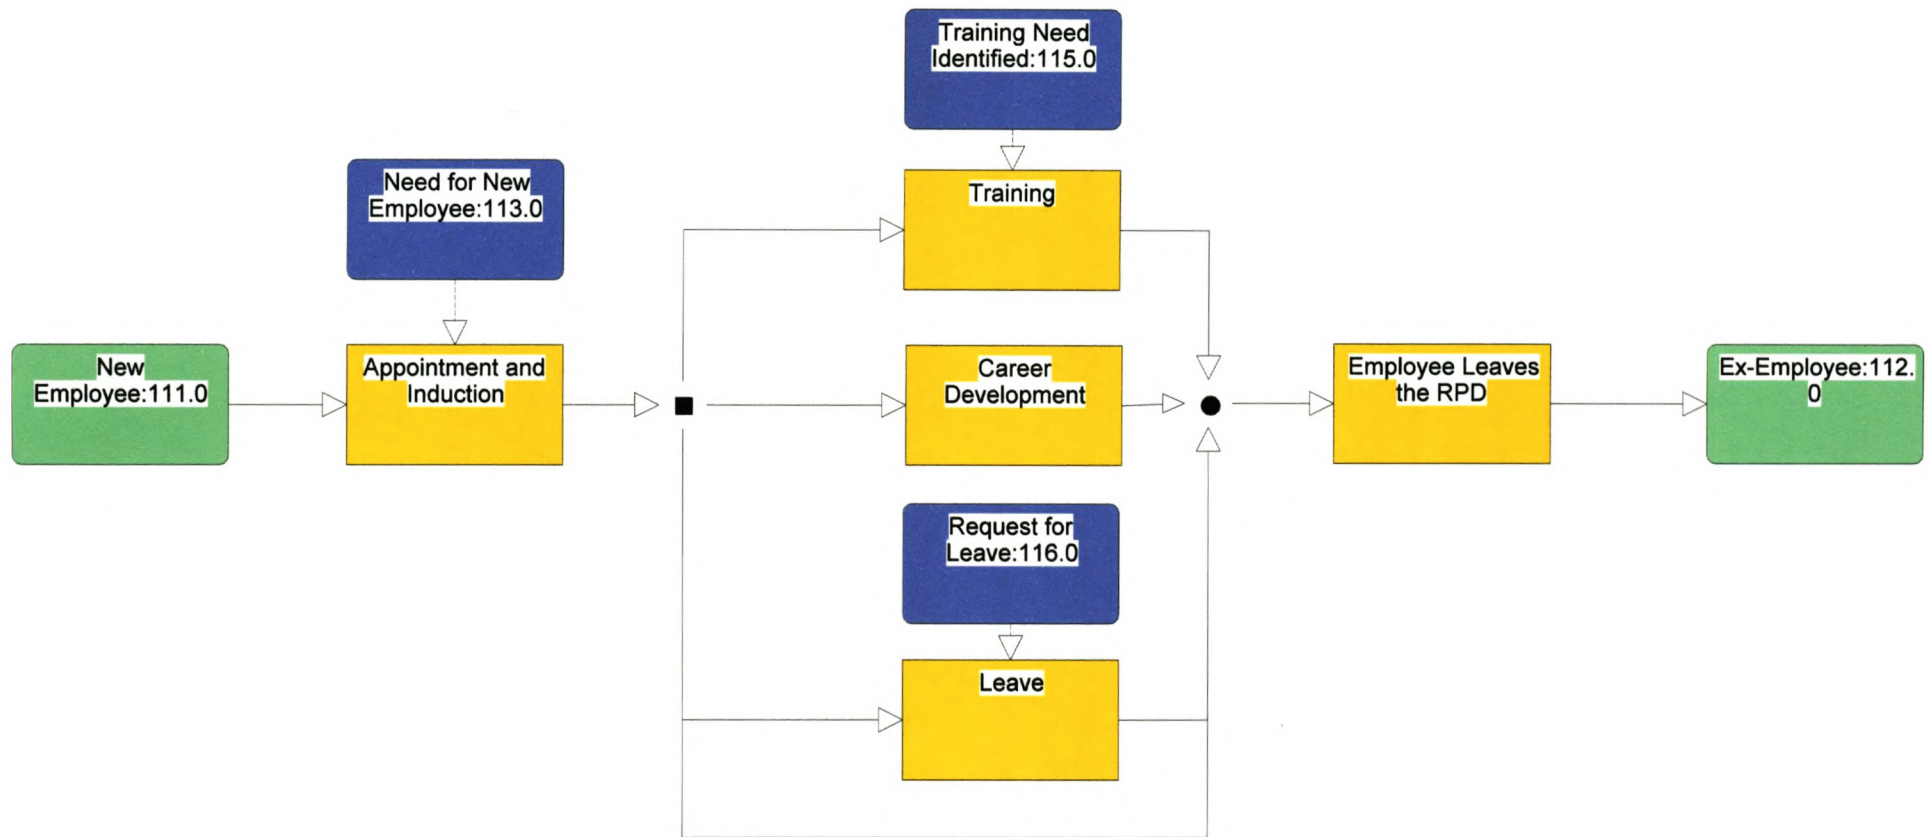 Training Need
Identified:115.0
Need for New
Employee:113.0
Training
New
Employee:111.0
Appointment and
Induction
Career
Development
Employee Leaves
the RPD
Ex-Employee:112.
0
Request for
Leave:116.0
Leave